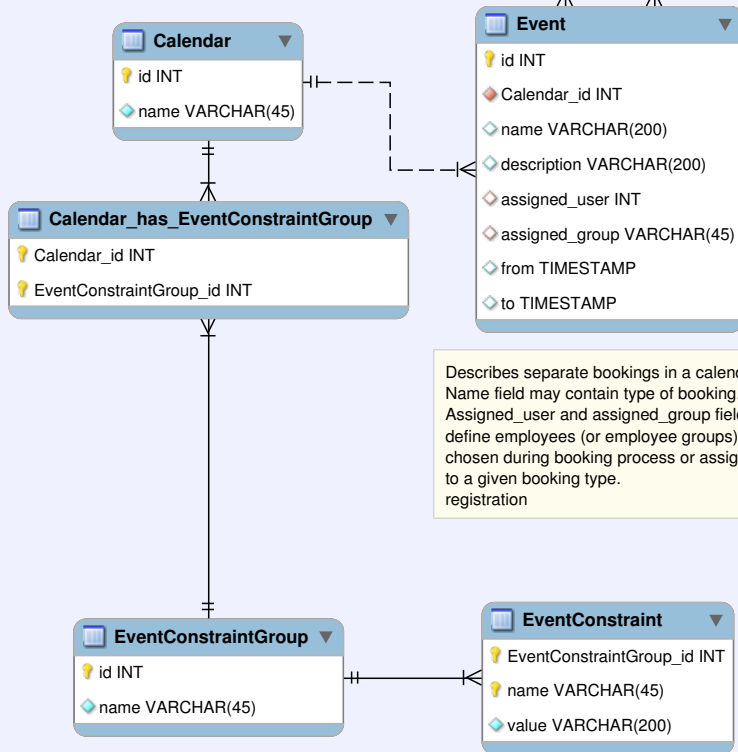 Calendar
id INT
name VARCHAR(45)
Event
id INT
Calendar_id INT
name VARCHAR(200)
description VARCHAR(200)
assigned_user INT
assigned_group VARCHAR(45)
from TIMESTAMP
to TIMESTAMP
Calendar_has_EventConstraintGroup
Calendar_id INT
EventConstraintGroup_id INT
Describes separate bookings in a
Name field may contain type of booking.
Assigned_user and assigned_group
define employees (or employee groups)
chosen during booking process or
to a given booking type.
registration
EventConstraintGroup
id INT
name VARCHAR(45)
EventConstraint
EventConstraintGroup_id INT
name VARCHAR(45)
value VARCHAR(200)